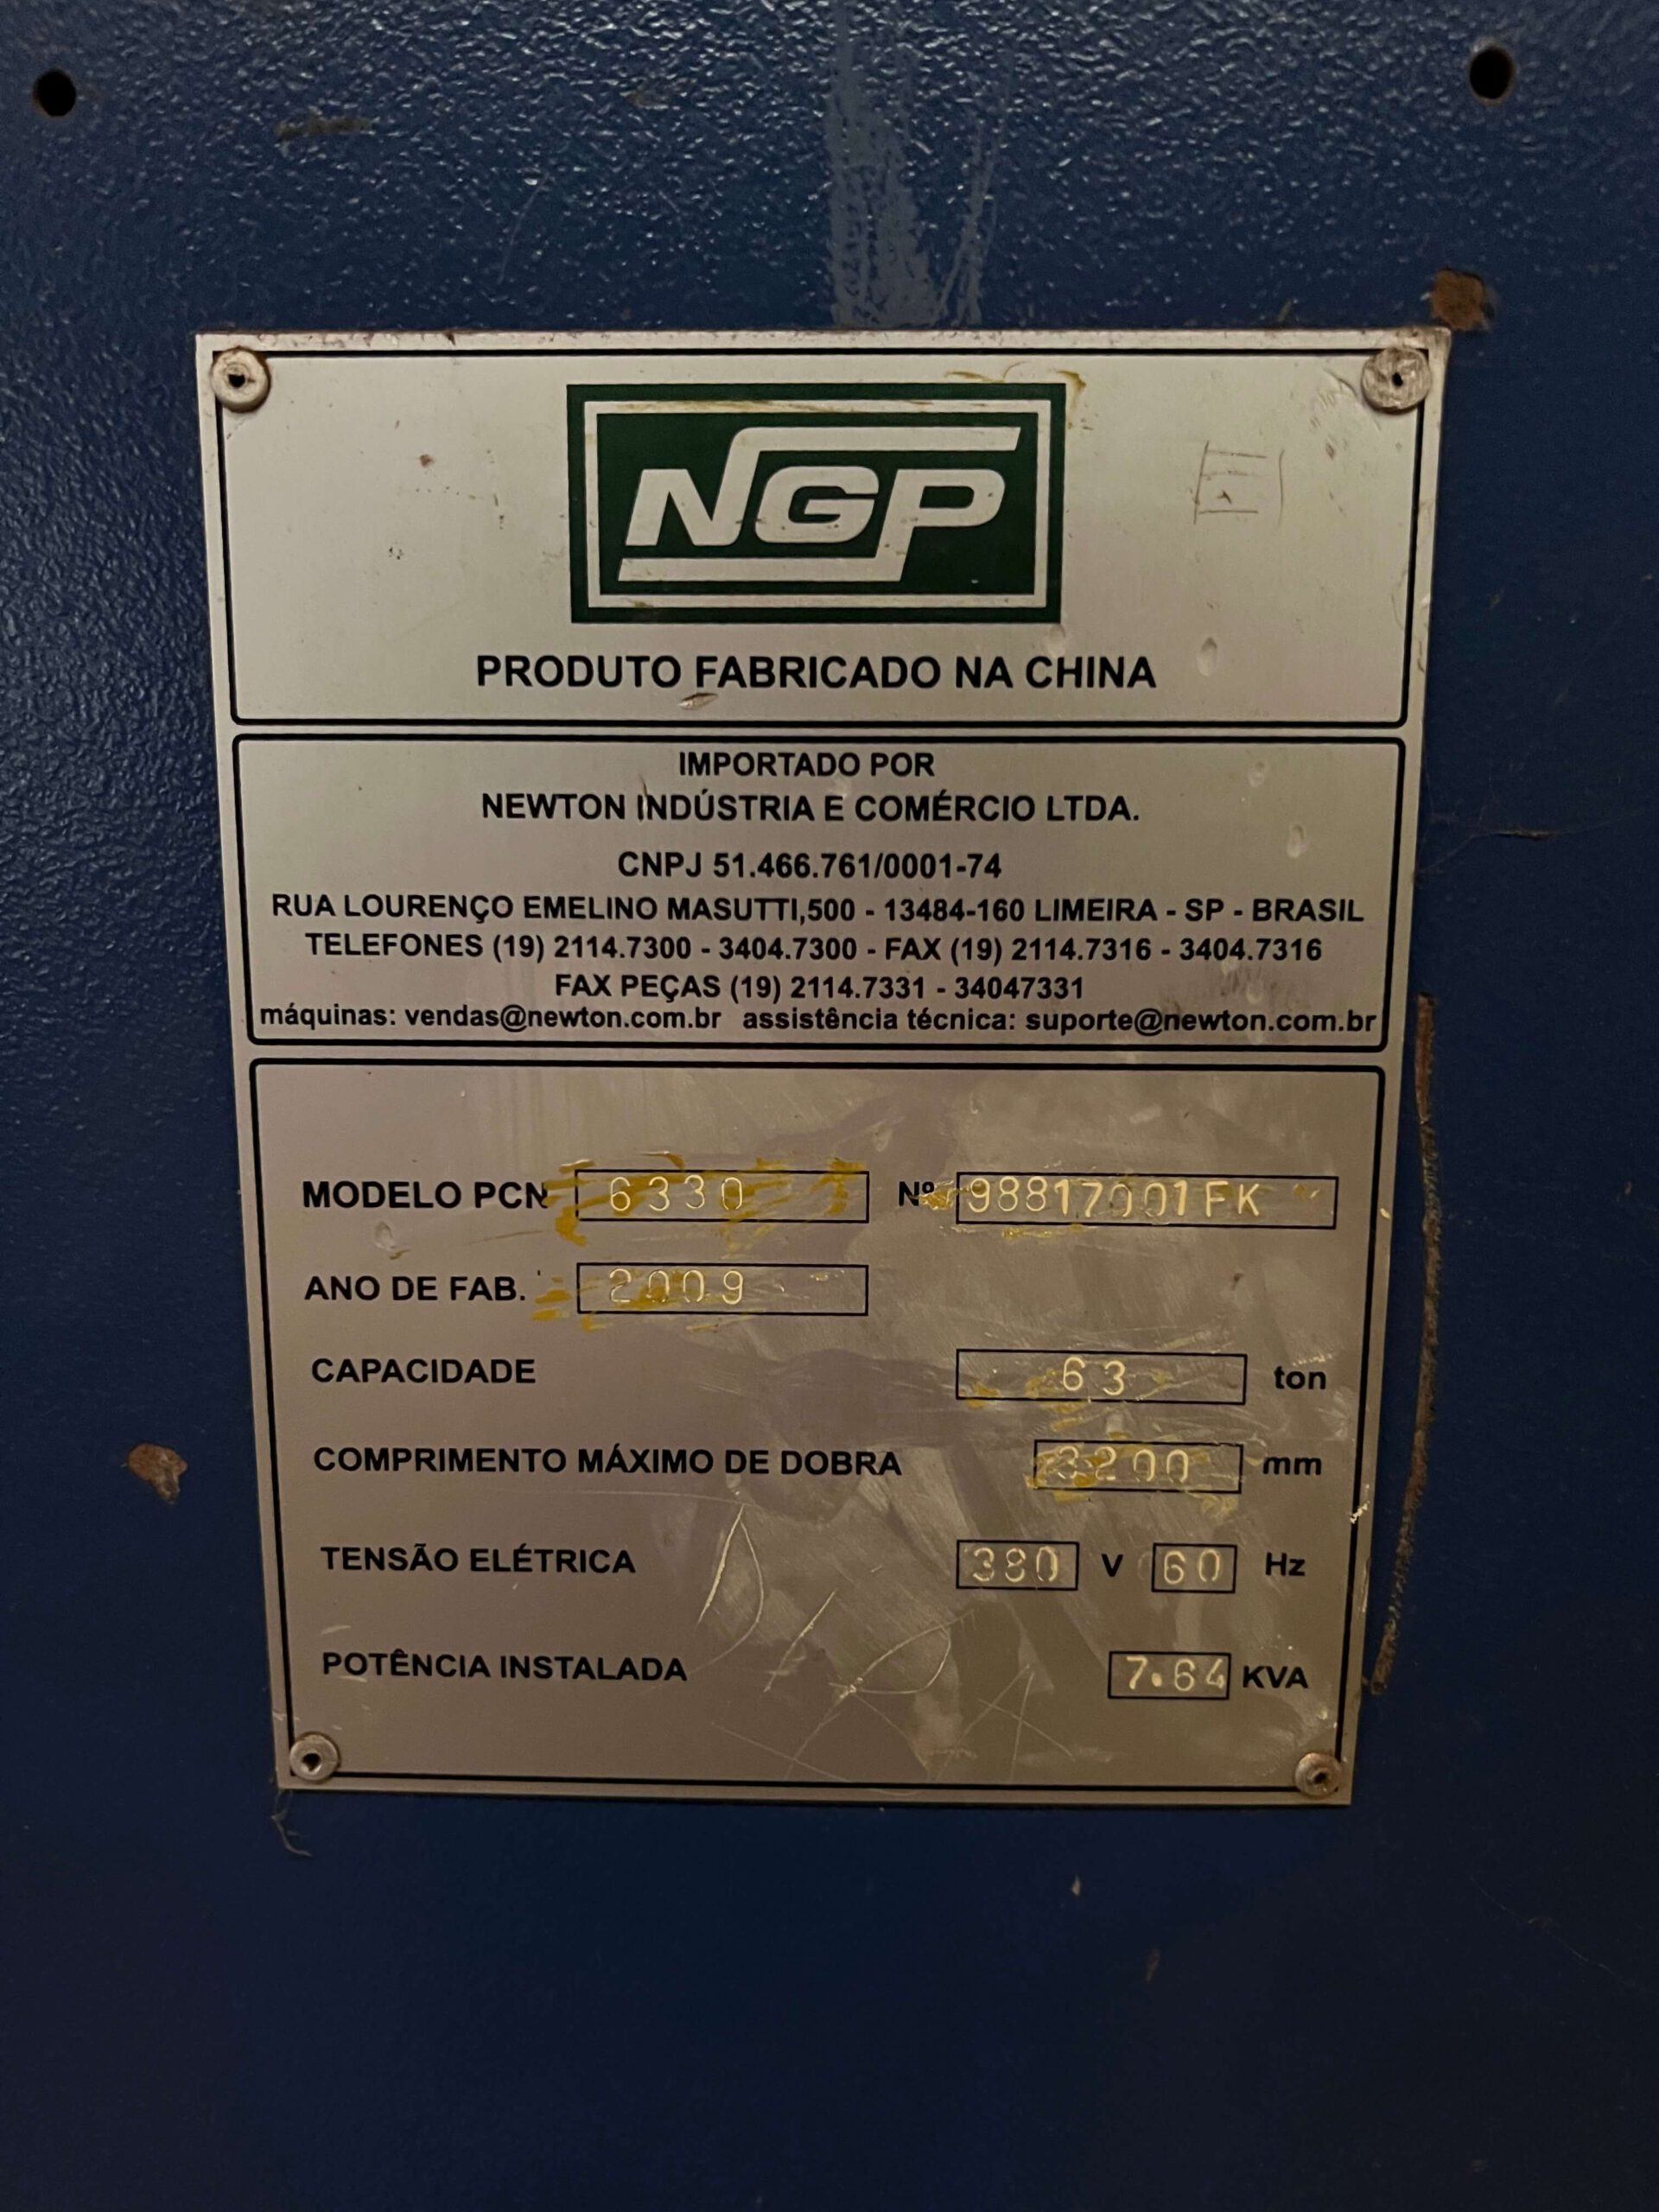 NGP
PRODUTO FABRICADO NA CHINA
IMPORTADO POR
NEWTON INDÚSTRIA E COMÉRCIO LTDA.
CNPJ 51.466.761/0001-74
RUA LOURENÇO EMELINO MASUTTI,500 - 13484-160 LIMEIRA - SP - BRASIL
TELEFONES (19) 2114.7300 - 3404.7300 - FAX (19) 2114.7316 - 3404.7316
FAX PEÇAS (19) 2114.7331 - 34047331
máquinas: vendas@newton.com.br assistência técnica: suporte@newton.com.br
MODELO PCN 6330 Nº 98817001FK
ANO DE FAB. 2009
CAPACIDADE 63 ton
COMPRIMENTO MÁXIMO DE DOBRA 3200 mm
TENSÃO ELÉTRICA 380 V 60 Hz
POTÊNCIA INSTALADA 7.64 KVA